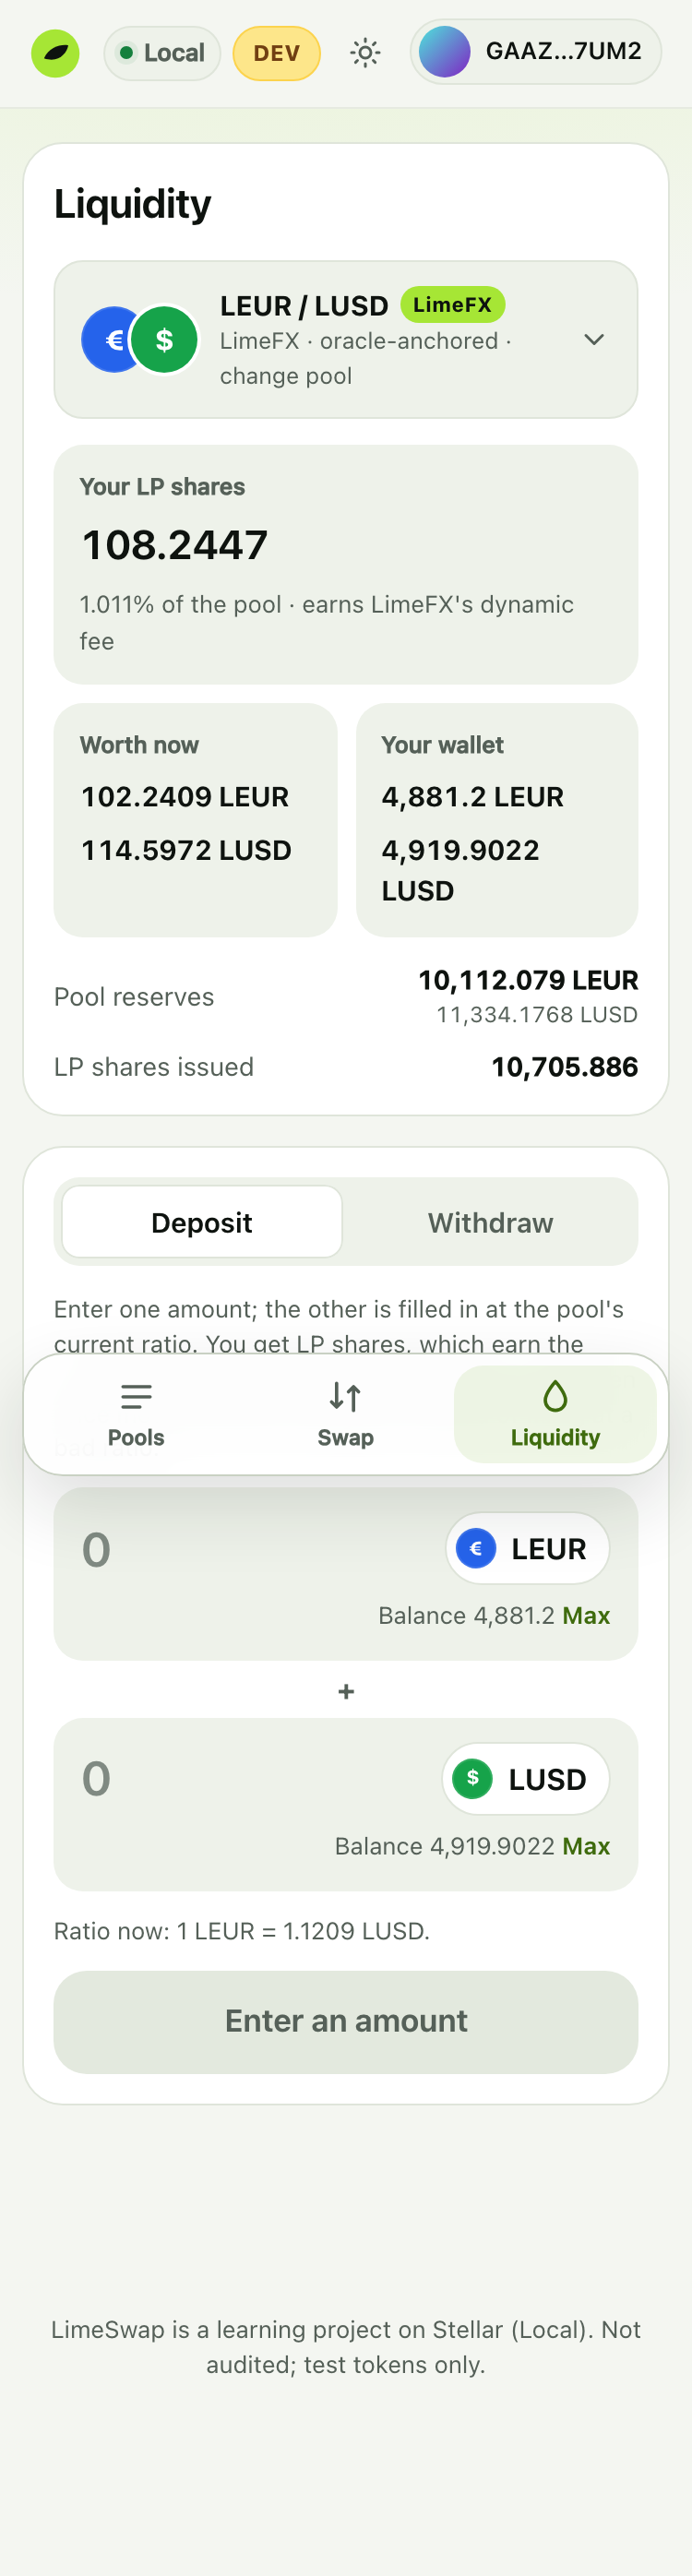 Local
DEV
GAAZ...7UM2
Liquidity
€ $
LEUR / LUSD LimeFX
LimeFX · oracle-anchored ·
change pool
Your LP shares
108.2447
1.011% of the pool · earns LimeFX's dynamic
fee
Worth now
102.2409 LEUR
114.5972 LUSD
Your wallet
4,881.2 LEUR
4,919.9022
LUSD
Pool reserves
10,112.079 LEUR
11,334.1768 LUSD
LP shares issued
10,705.886
Deposit
Withdraw
Enter one amount; the other is filled in at the pool's
current ratio. You get LP shares, which earn the
Pools
Swap
Liquidity
0
€ LEUR
Balance 4,881.2 Max
+
0
$ LUSD
Balance 4,919.9022 Max
Ratio now: 1 LEUR = 1.1209 LUSD.
Enter an amount
LimeSwap is a learning project on Stellar (Local). Not
audited; test tokens only.